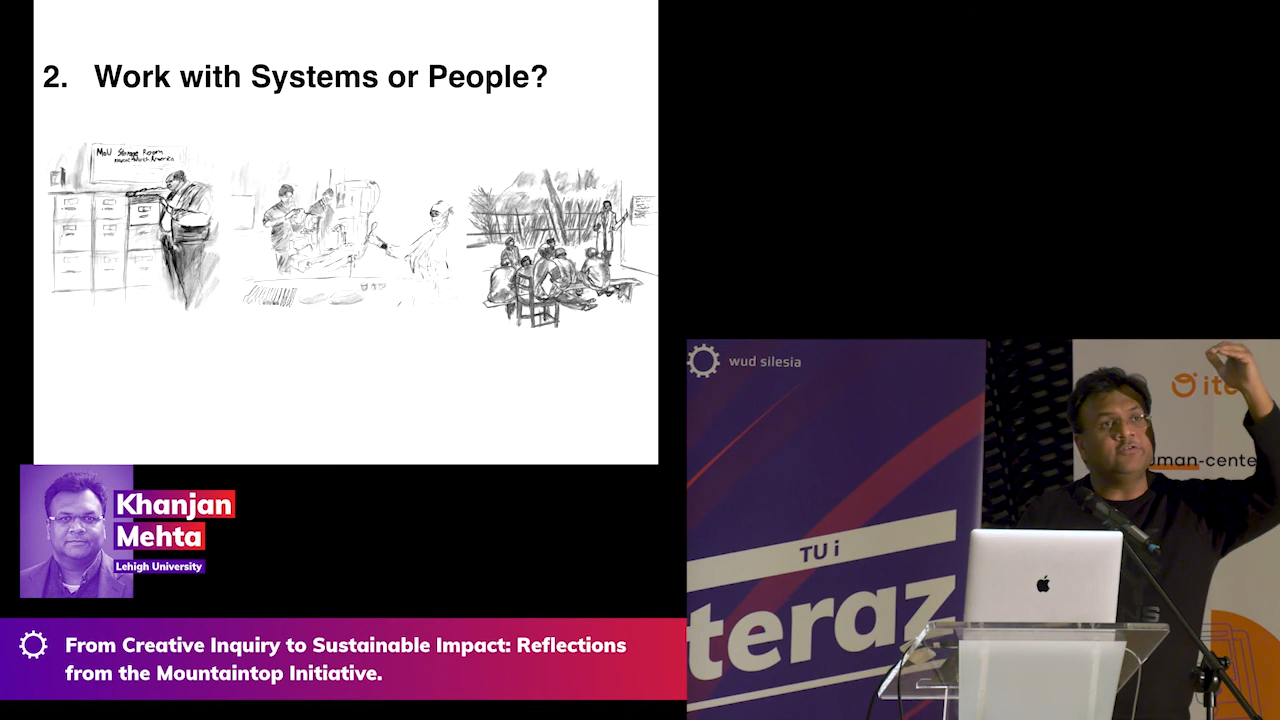 2. Work with Systems or People?
MoU Storage Room
wud silesia
TU i
teraz
Khanjan
Mehta
Lehigh University
From Creative Inquiry to Sustainable Impact: Reflections
from the Mountaintop Initiative.